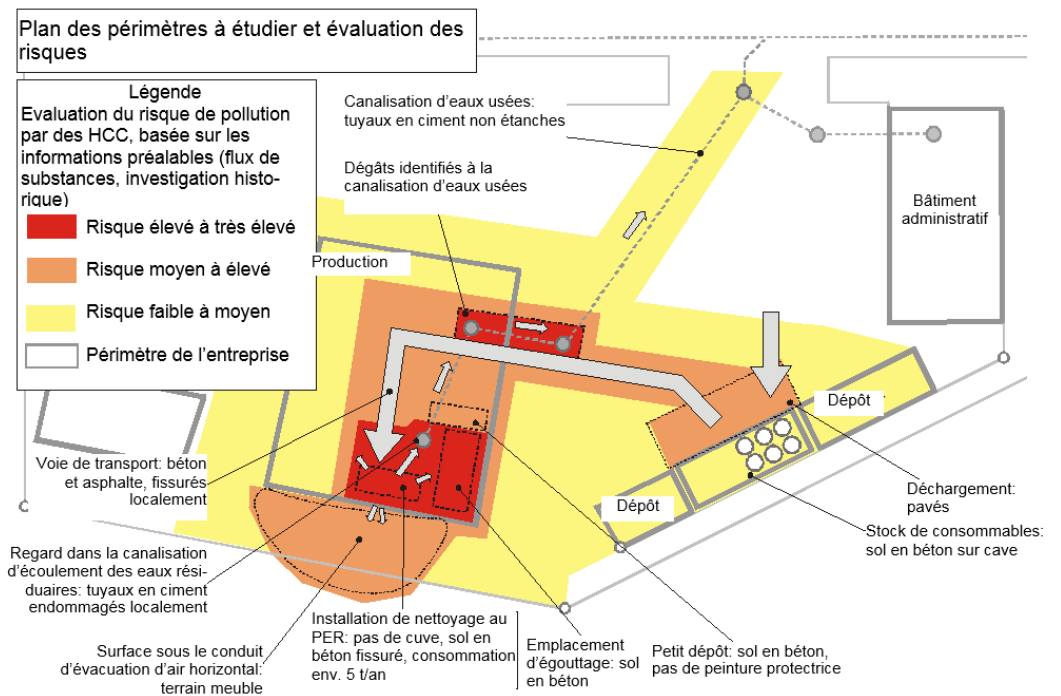 Plan des périmètres à étudier et évaluation des
risques
Légende
Evaluation du risque de pollution
par des HCC, basée sur les
informations préalables (flux de
substances, investigation histo-
rique)
Risque élevé à très élevé
Risque moyen à élevé
Risque faible à moyen
Périmètre de l'entreprise
Canalisation d'eaux usées:
tuyaux en ciment non étanches
Dégâts identifiés à la
canalisation d'eaux usées
Production
Bâtiment
administratif
Dépôt
Dépôt
Voie de transport: béton
et asphalte, fissurés
localement
Déchargement:
pavés
Stock de consommables:
sol en béton sur cave
Regard dans la canalisation
d'écoulement des eaux rési-
duaires: tuyaux en ciment
endommagés localement
Surface sous le conduit
d'évacuation d'air horizontal:
terrain meuble
Installation de nettoyage au
PER: pas de cuve, sol en
béton fissuré, consommation
env. 5 t/an
Emplacement
d'égouttage: sol
en béton
Petit dépôt: sol en béton,
pas de peinture protectrice